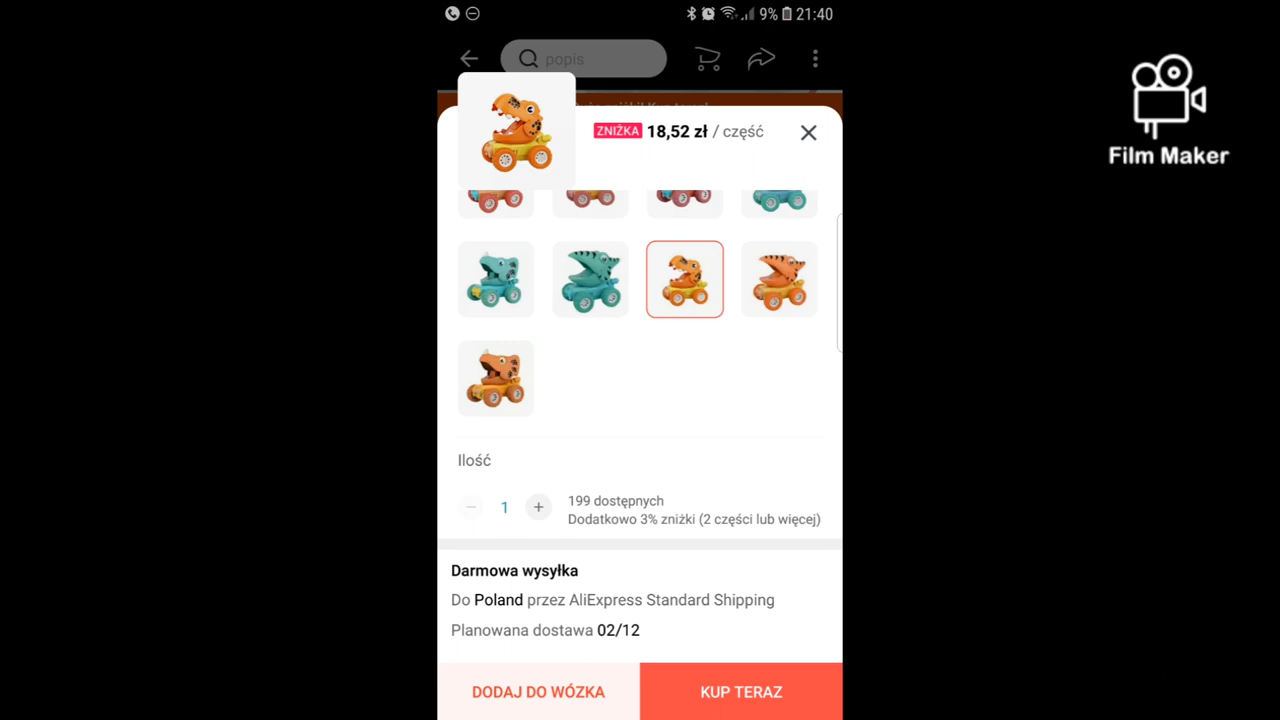 9% 21:40
popis
ZNIŻKA 18,52 zł / część
Ilość
1
199 dostępnych
Dodatkowo 3% zniżki (2 części lub więcej)
Darmowa wysyłka
Do Poland przez AliExpress Standard Shipping
Planowana dostawa 02/12
DODAJ DO WÓZKA
KUP TERAZ
Film Maker